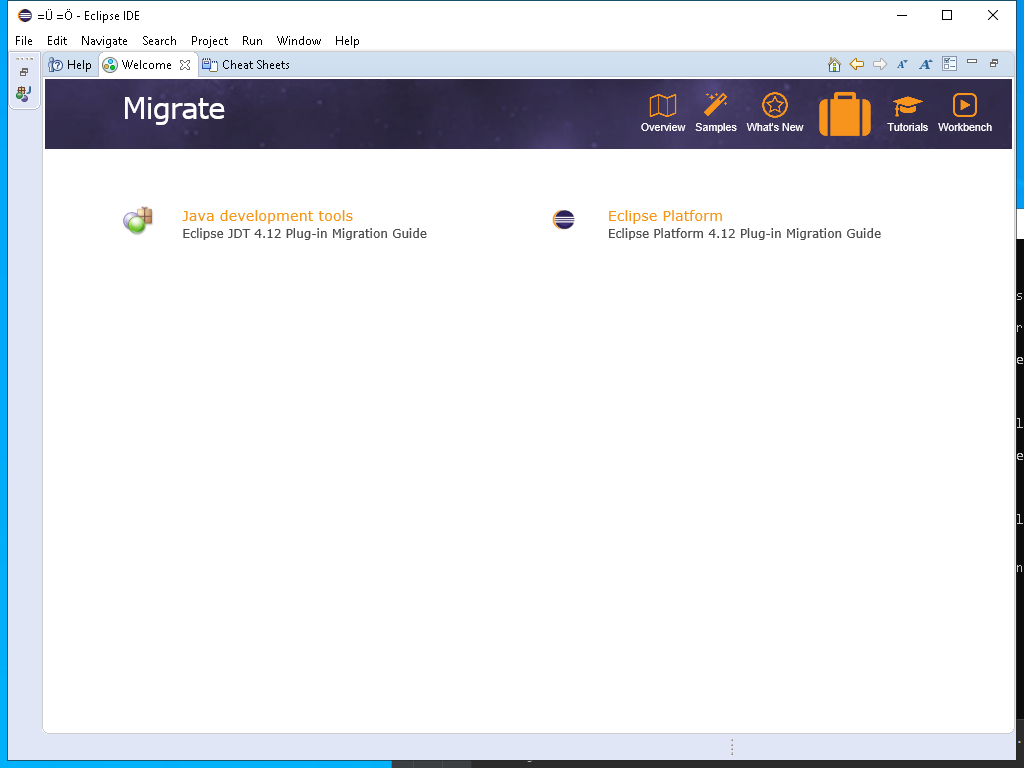 =Ü =Ö - Eclipse IDE
File Edit Navigate Search Project Run Window Help
Help Welcome Cheat Sheets
Migrate
Overview Samples What's New Tutorials Workbench
Java development tools
Eclipse JDT 4.12 Plug-in Migration Guide
Eclipse Platform
Eclipse Platform 4.12 Plug-in Migration Guide
s
r
e
l
e
l
n